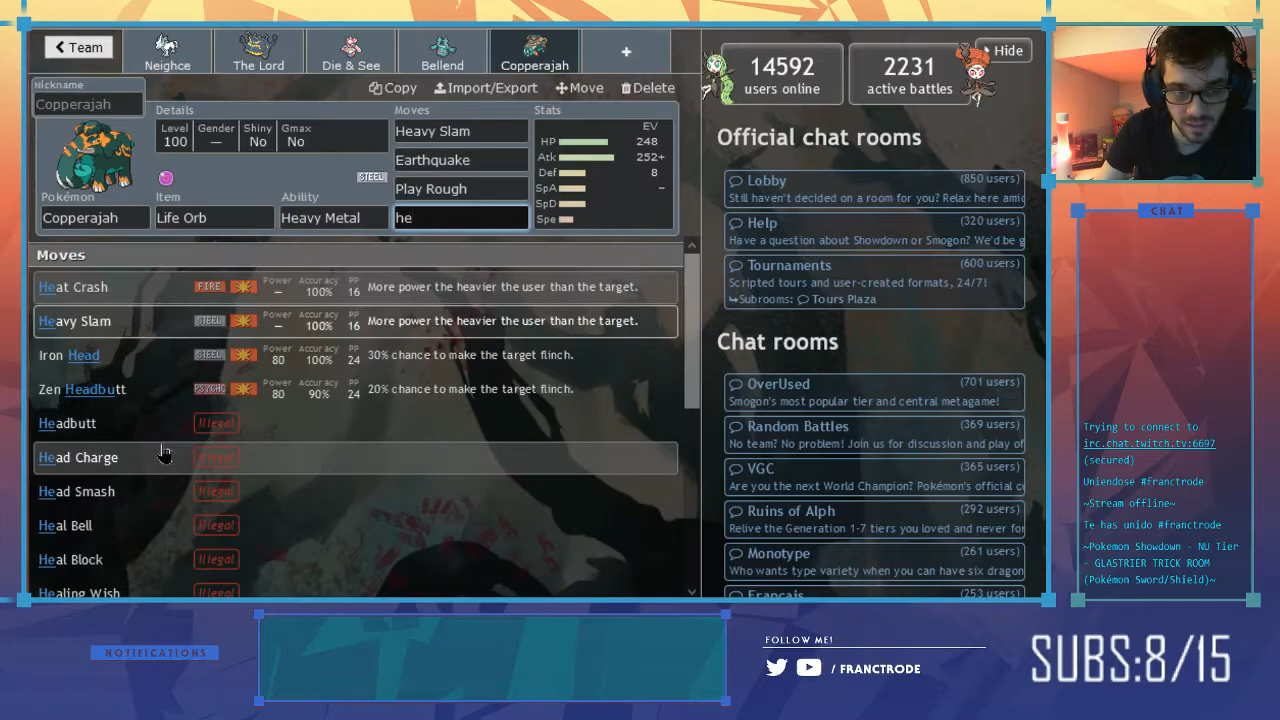 Team
Neighce
The Lord
Die & See
Bellend
Copperajah
+
Nickname
Copperajah
Copy
Import/Export
Move
Delete
Details
Level Gender Shiny Gmax
100 — No No
STEEL
Pokémon
Copperajah
Item
Life Orb
Ability
Heavy Metal
Moves
Heavy Slam
Earthquake
Play Rough
he
Stats
EV
HP 248
Atk 252+
Def 8
SpA –
SpD
Spe
Moves
Heat Crash FIRE Power – Accuracy 100% PP 16 More power the heavier the user than the target.
Heavy Slam STEEL Power – Accuracy 100% PP 16 More power the heavier the user than the target.
Iron Head STEEL Power 80 Accuracy 100% PP 24 30% chance to make the target flinch.
Zen Headbutt PSYCHC Power 80 Accuracy 90% PP 24 20% chance to make the target flinch.
Headbutt Illegal
Head Charge Illegal
Head Smash Illegal
Heal Bell Illegal
Heal Block Illegal
Healing Wish Illegal
14592
users online
2231
active battles
Hide
Official chat rooms
Lobby (850 users)
Still haven't decided on a room for you? Relax here amid
Help (320 users)
Have a question about Showdown or Smogon? We'd be g
Tournaments (600 users)
Scripted tours and user-created formats, 24/7!
Subrooms: Tours Plaza
Chat rooms
OverUsed (701 users)
Smogon's most popular tier and central metagame!
Random Battles (369 users)
No team? No problem! Join us for discussion and play of
VGC (365 users)
Are you the next World Champion? Pokémon's official co
Ruins of Alph (292 users)
Relive the Generation 1-7 tiers you loved and never for
Monotype (261 users)
Who wants type variety when you can have six dragon
Français (253 users)
CHAT
Trying to connect to
irc.chat.twitch.tv:6697
(secured)
Uniendose #franctrode
~Stream offline~
Te has unido #franctrode
~Pokemon Showdown - NU Tier
- GLASTRIER TRICK ROOM
(Pokémon Sword/Shield)~
NOTIFICATIONS
FOLLOW ME!
/ FRANCTRODE
SUBS:8/15